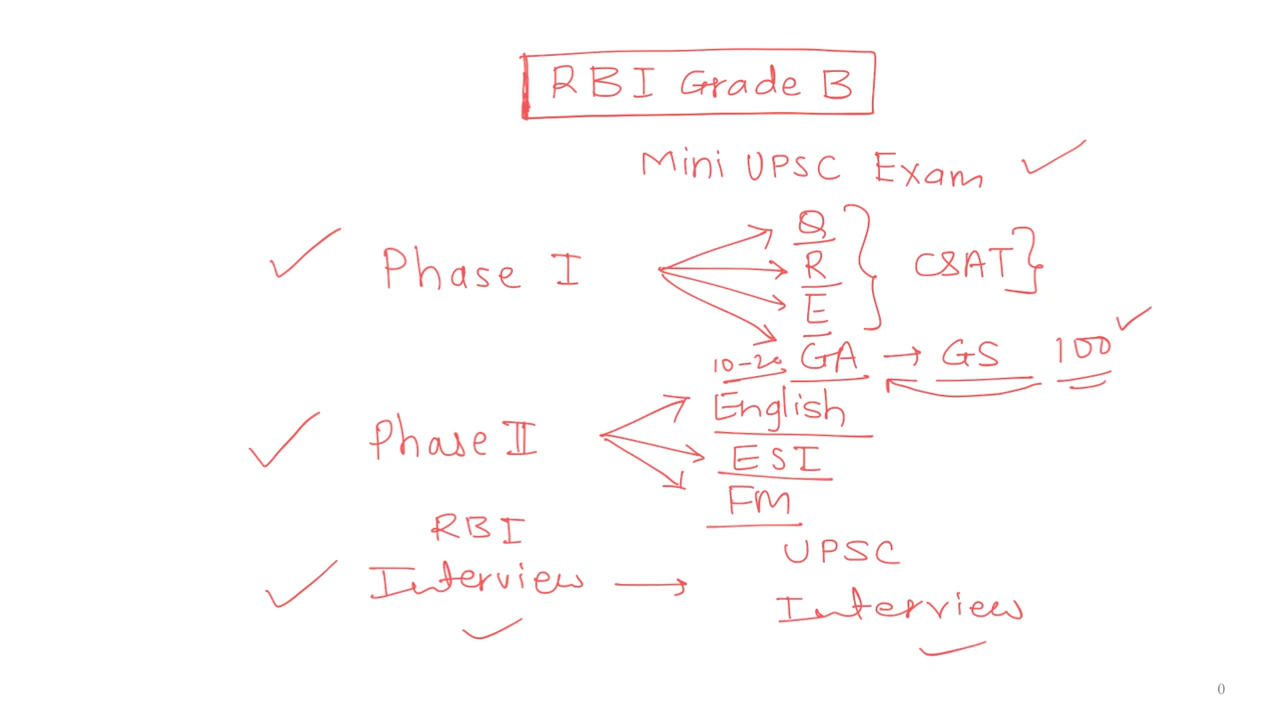 RBI Grade B
Mini UPSC Exam
Phase I
Q
R
E
CSAT
10-20 GA → GS 100
Phase II
English
ESI
FM
RBI
Interview →
UPSC
Interview
0